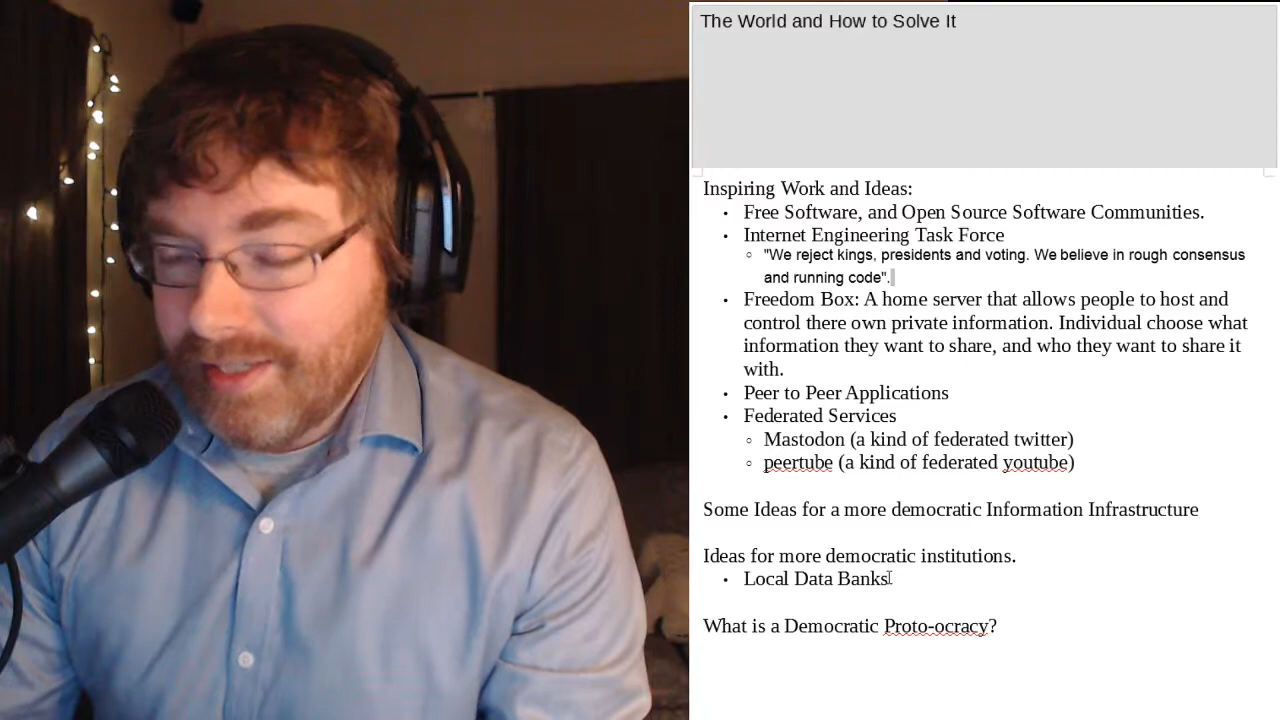 The World and How to Solve It
Inspiring Work and Ideas:
• Free Software, and Open Source Software Communities.
• Internet Engineering Task Force
◦ "We reject kings, presidents and voting. We believe in rough consensus
and running code".
• Freedom Box: A home server that allows people to host and
control there own private information. Individual choose what
information they want to share, and who they want to share it
with.
• Peer to Peer Applications
• Federated Services
◦ Mastodon (a kind of federated twitter)
◦ peertube (a kind of federated youtube)
Some Ideas for a more democratic Information Infrastructure
Ideas for more democratic institutions.
• Local Data Banks
What is a Democratic Proto-ocracy?